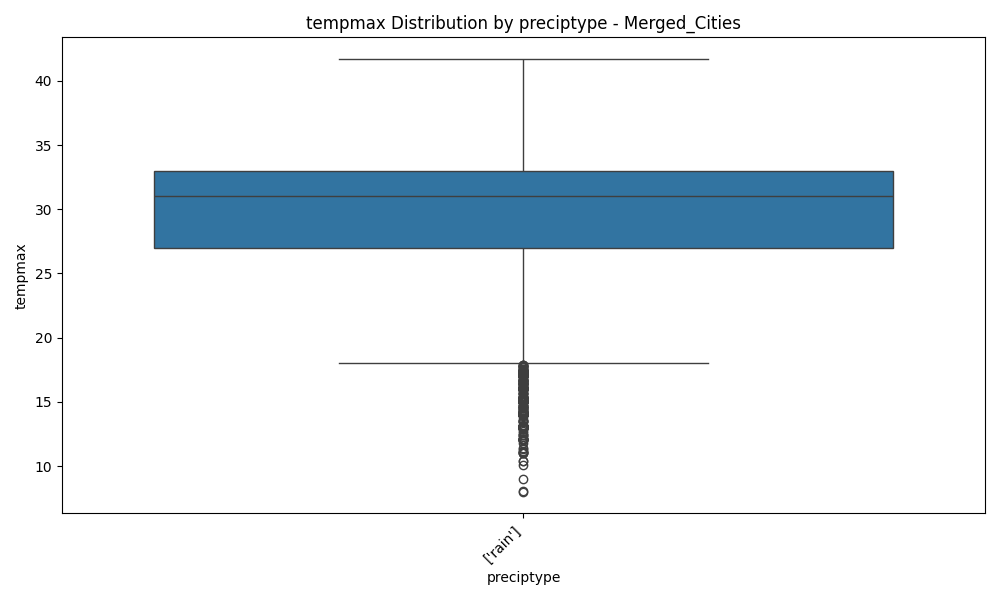 tempmax Distribution by preciptype - Merged_Cities
tempmax
40
35
30
25
20
15
10
['rain']
preciptype